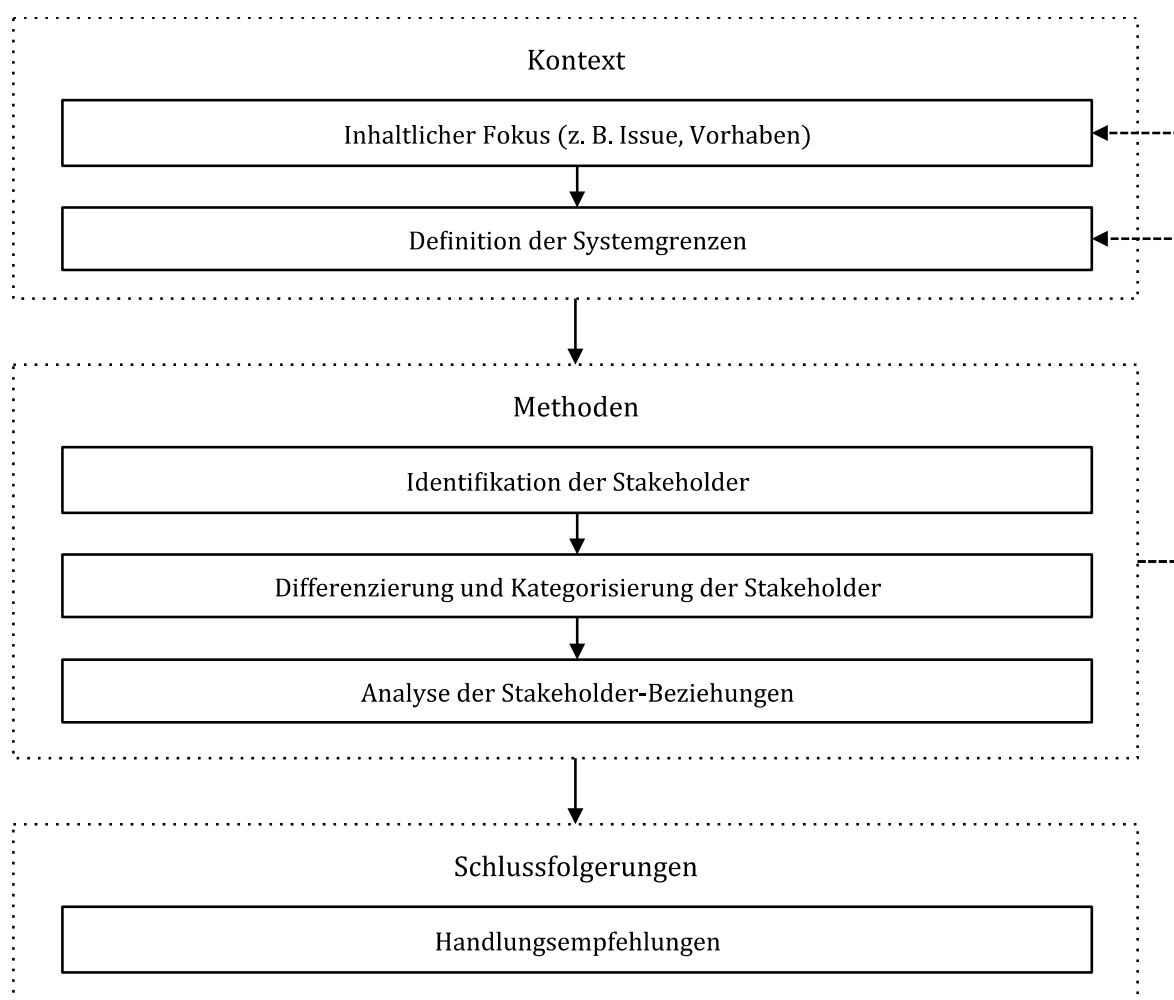 Kontext
Inhaltlicher Fokus (z. B. Issue, Vorhaben)
Definition der Systemgrenzen
Methoden
Identifikation der Stakeholder
Differenzierung und Kategorisierung der Stakeholder
Analyse der Stakeholder-Beziehungen
Schlussfolgerungen
Handlungsempfehlungen